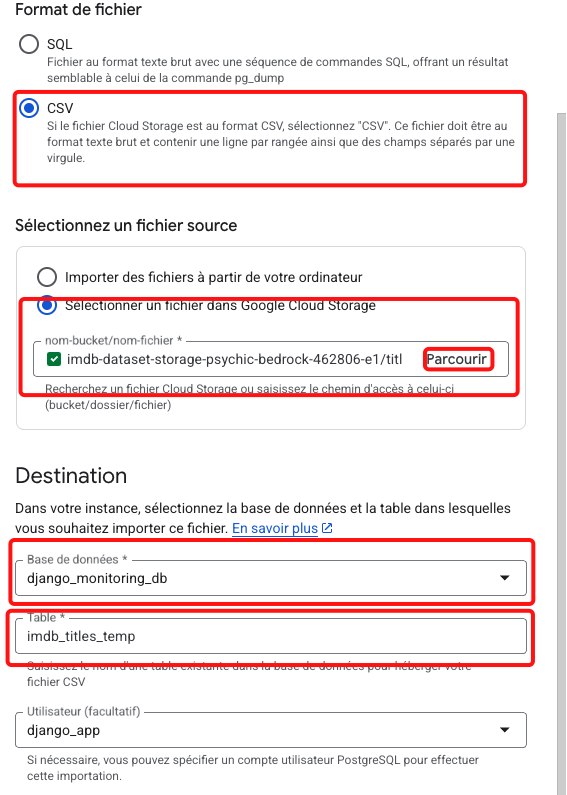 Format de fichier
SQL
Fichier au format texte brut avec une séquence de commandes SQL, offrant un résultat
semblable à celui de la commande pg_dump
CSV
Si le fichier Cloud Storage est au format CSV, sélectionnez "CSV". Ce fichier doit être au
format texte brut et contenir une ligne par rangée ainsi que des champs séparés par une
virgule.
Sélectionnez un fichier source
Importer des fichiers à partir de votre ordinateur
Sélectionner un fichier dans Google Cloud Storage
nom-bucket/nom-fichier *
imdb-dataset-storage-psychic-bedrock-462806-e1/titl
Parcourir
Recherchez un fichier Cloud Storage ou saisissez le chemin d'accès à celui-ci
(bucket/dossier/fichier)
Destination
Dans votre instance, sélectionnez la base de données et la table dans lesquelles
vous souhaitez importer ce fichier. En savoir plus
Base de données *
django_monitoring_db
Table *
imdb_titles_temp
Saisissez le nom d'une table existante dans la base de données pour héberger votre
fichier CSV
Utilisateur (facultatif)
django_app
Si nécessaire, vous pouvez spécifier un compte utilisateur PostgreSQL pour effectuer
cette importation.